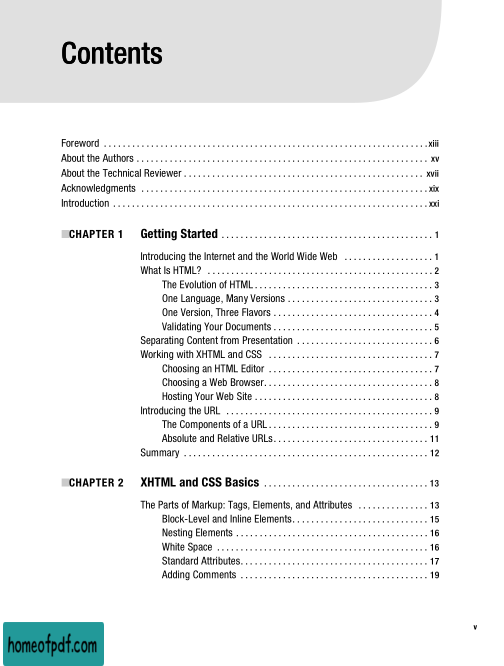 Contents
Foreword . . . . . . . . . . . . . . . . . . . . . . . . . . . . . . . . . . . . . . . . . . . . xiii
About the Authors . . . . . . . . . . . . . . . . . . . . . . . . . . . . . . . . . . . . . . . . xv
About the Technical Reviewer . . . . . . . . . . . . . . . . . . . . . . . . . . . . . . . . . xvii
Acknowledgments . . . . . . . . . . . . . . . . . . . . . . . . . . . . . . . . . . . . . . . . xix
Introduction . . . . . . . . . . . . . . . . . . . . . . . . . . . . . . . . . . . . . . . . . . . xxi
CHAPTER 1 Getting Started . . . . . . . . . . . . . . . . . . . . . . . . . . . . . . 1
Introducing the Internet and the World Wide Web . . . . . . . . . . . . . . . . . . . 1
What Is HTML? . . . . . . . . . . . . . . . . . . . . . . . . . . . . . . . . . . . . . . . 2
The Evolution of HTML . . . . . . . . . . . . . . . . . . . . . . . . . . . . . . . . . 3
One Language, Many Versions . . . . . . . . . . . . . . . . . . . . . . . . . . . . . 3
One Version, Three Flavors . . . . . . . . . . . . . . . . . . . . . . . . . . . . . . . 4
Validating Your Documents . . . . . . . . . . . . . . . . . . . . . . . . . . . . . . . 5
Separating Content from Presentation . . . . . . . . . . . . . . . . . . . . . . . . . . 6
Working with XHTML and CSS . . . . . . . . . . . . . . . . . . . . . . . . . . . . . . . 7
Choosing an HTML Editor . . . . . . . . . . . . . . . . . . . . . . . . . . . . . . . . 7
Choosing a Web Browser . . . . . . . . . . . . . . . . . . . . . . . . . . . . . . . . 8
Hosting Your Web Site . . . . . . . . . . . . . . . . . . . . . . . . . . . . . . . . . . 8
Introducing the URL . . . . . . . . . . . . . . . . . . . . . . . . . . . . . . . . . . . . . 9
The Components of a URL . . . . . . . . . . . . . . . . . . . . . . . . . . . . . . . . 9
Absolute and Relative URLs . . . . . . . . . . . . . . . . . . . . . . . . . . . . . . . 11
Summary . . . . . . . . . . . . . . . . . . . . . . . . . . . . . . . . . . . . . . . . . . . 12
CHAPTER 2 XHTML and CSS Basics . . . . . . . . . . . . . . . . . . . . . . . . . 13
The Parts of Markup: Tags, Elements, and Attributes . . . . . . . . . . . . . . . 13
Block-Level and Inline Elements . . . . . . . . . . . . . . . . . . . . . . . . . . . . 15
Nesting Elements . . . . . . . . . . . . . . . . . . . . . . . . . . . . . . . . . . . . . 16
White Space . . . . . . . . . . . . . . . . . . . . . . . . . . . . . . . . . . . . . . . . 16
Standard Attributes . . . . . . . . . . . . . . . . . . . . . . . . . . . . . . . . . . . . 17
Adding Comments . . . . . . . . . . . . . . . . . . . . . . . . . . . . . . . . . . . . 19
v
homeofpdf.com